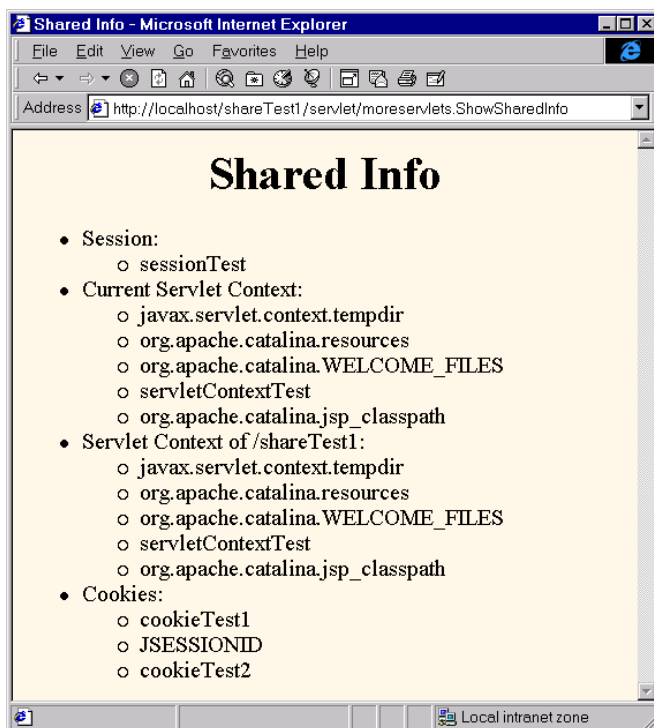 Shared Info - Microsoft Internet Explorer
File Edit View Go Favorites Help
Address http://localhost/shareTest1/servlet/moreservlets.ShowSharedInfo
Shared Info
Session:
sessionTest
Current Servlet Context:
javax.servlet.context.tempdir
org.apache.catalina.resources
org.apache.catalina.WELCOME_FILES
servletContextTest
org.apache.catalina.jsp_classpath
Servlet Context of /shareTest1:
javax.servlet.context.tempdir
org.apache.catalina.resources
org.apache.catalina.WELCOME_FILES
servletContextTest
org.apache.catalina.jsp_classpath
Cookies:
cookieTest1
JSESSIONID
cookieTest2
Local intranet zone